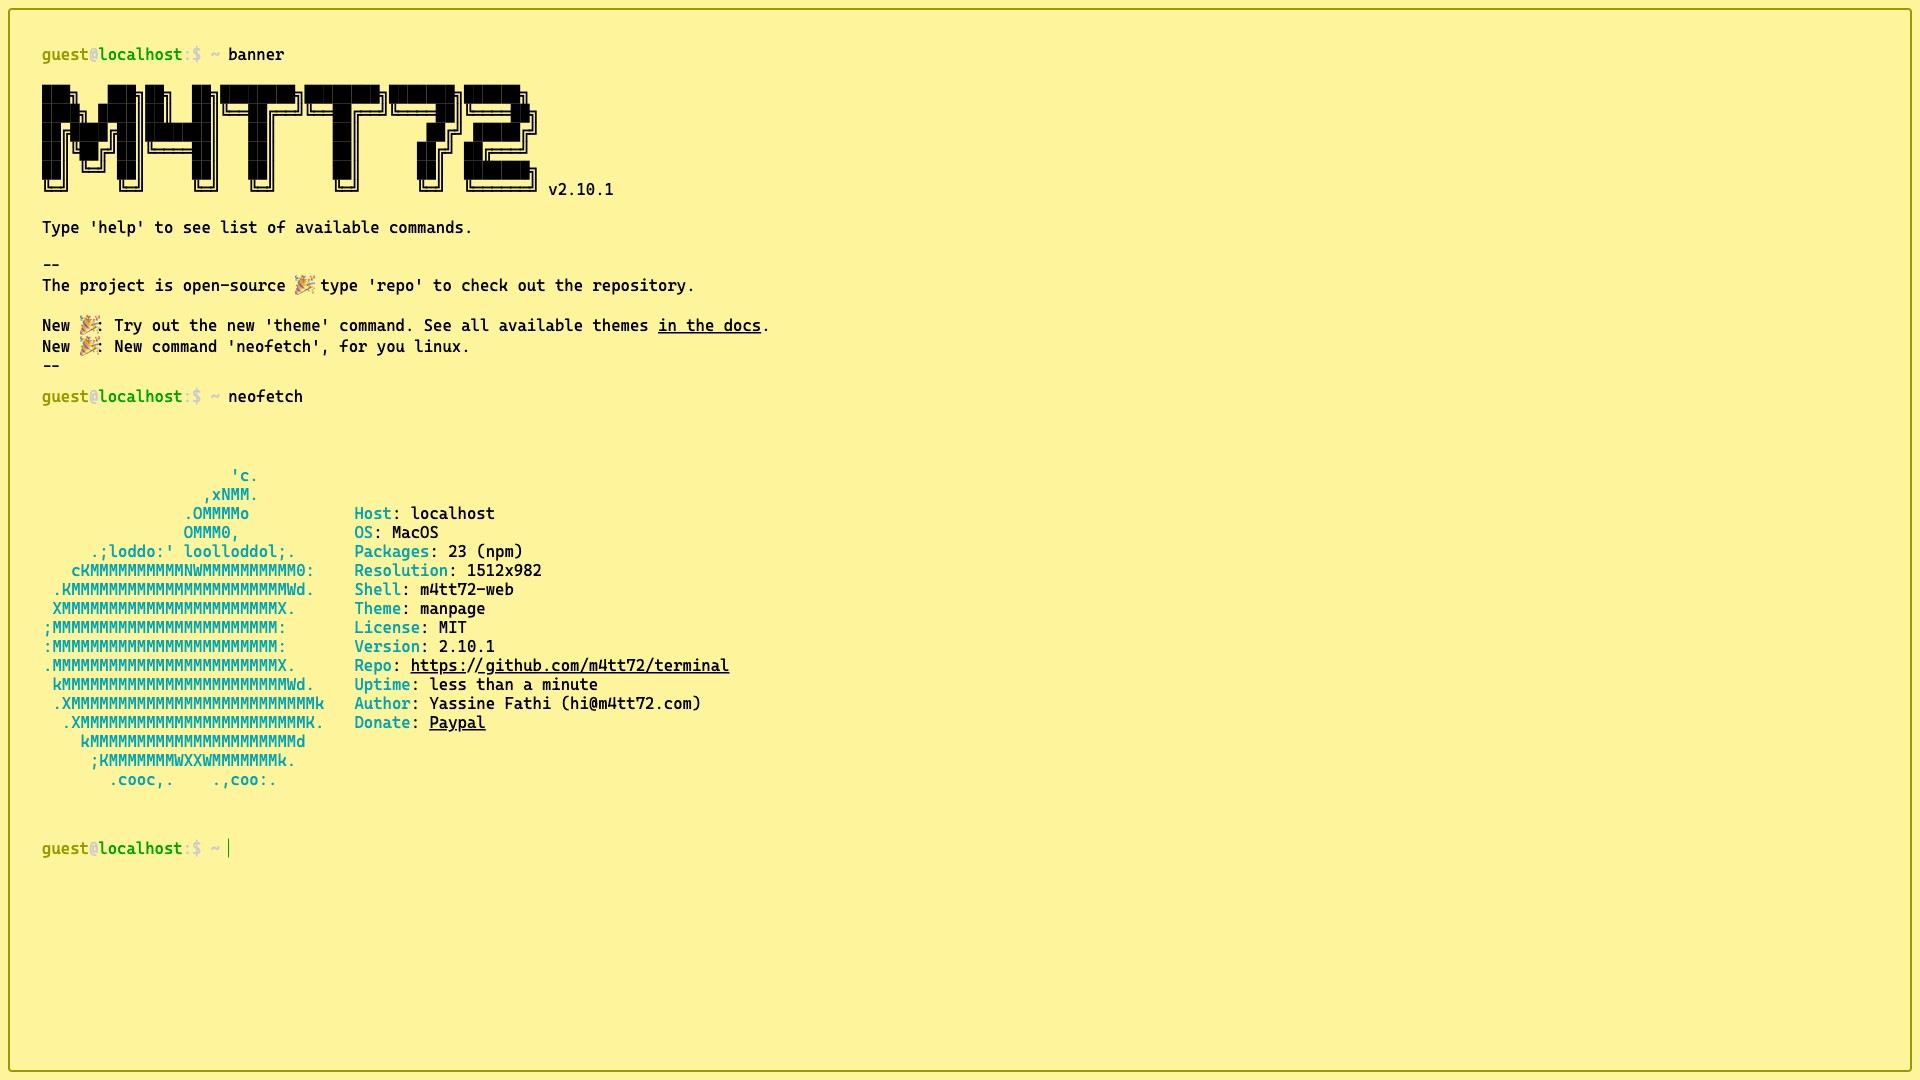 guest@localhost:$ ~ banner
M4TT72 v2.10.1
Type 'help' to see list of available commands.
--
The project is open-source 🎉 type 'repo' to check out the repository.
New 🎉: Try out the new 'theme' command. See all available themes in the docs.
New 🎉: New command 'neofetch', for you linux.
--
guest@localhost:$ ~ neofetch
'c.
,xNMM.
.OMMMMo Host: localhost
OMMM0, OS: MacOS
.;loddo:' loolloddol;. Packages: 23 (npm)
cKMMMMMMMMMMNWMMMMMMMMMM0: Resolution: 1512x982
.KMMMMMMMMMMMMMMMMMMMMMMMWd. Shell: m4tt72-web
XMMMMMMMMMMMMMMMMMMMMMMMX. Theme: manpage
;MMMMMMMMMMMMMMMMMMMMMMMM: License: MIT
:MMMMMMMMMMMMMMMMMMMMMMMM: Version: 2.10.1
.MMMMMMMMMMMMMMMMMMMMMMMMX. Repo: https://github.com/m4tt72/terminal
kMMMMMMMMMMMMMMMMMMMMMMMMWd. Uptime: less than a minute
.XMMMMMMMMMMMMMMMMMMMMMMMMMMk Author: Yassine Fathi (hi@m4tt72.com)
.XMMMMMMMMMMMMMMMMMMMMMMMMK. Donate: Paypal
kMMMMMMMMMMMMMMMMMMMMMMd
;KMMMMMMMWXXWMMMMMMMk.
.cooc,. .,coo:.
guest@localhost:$ ~